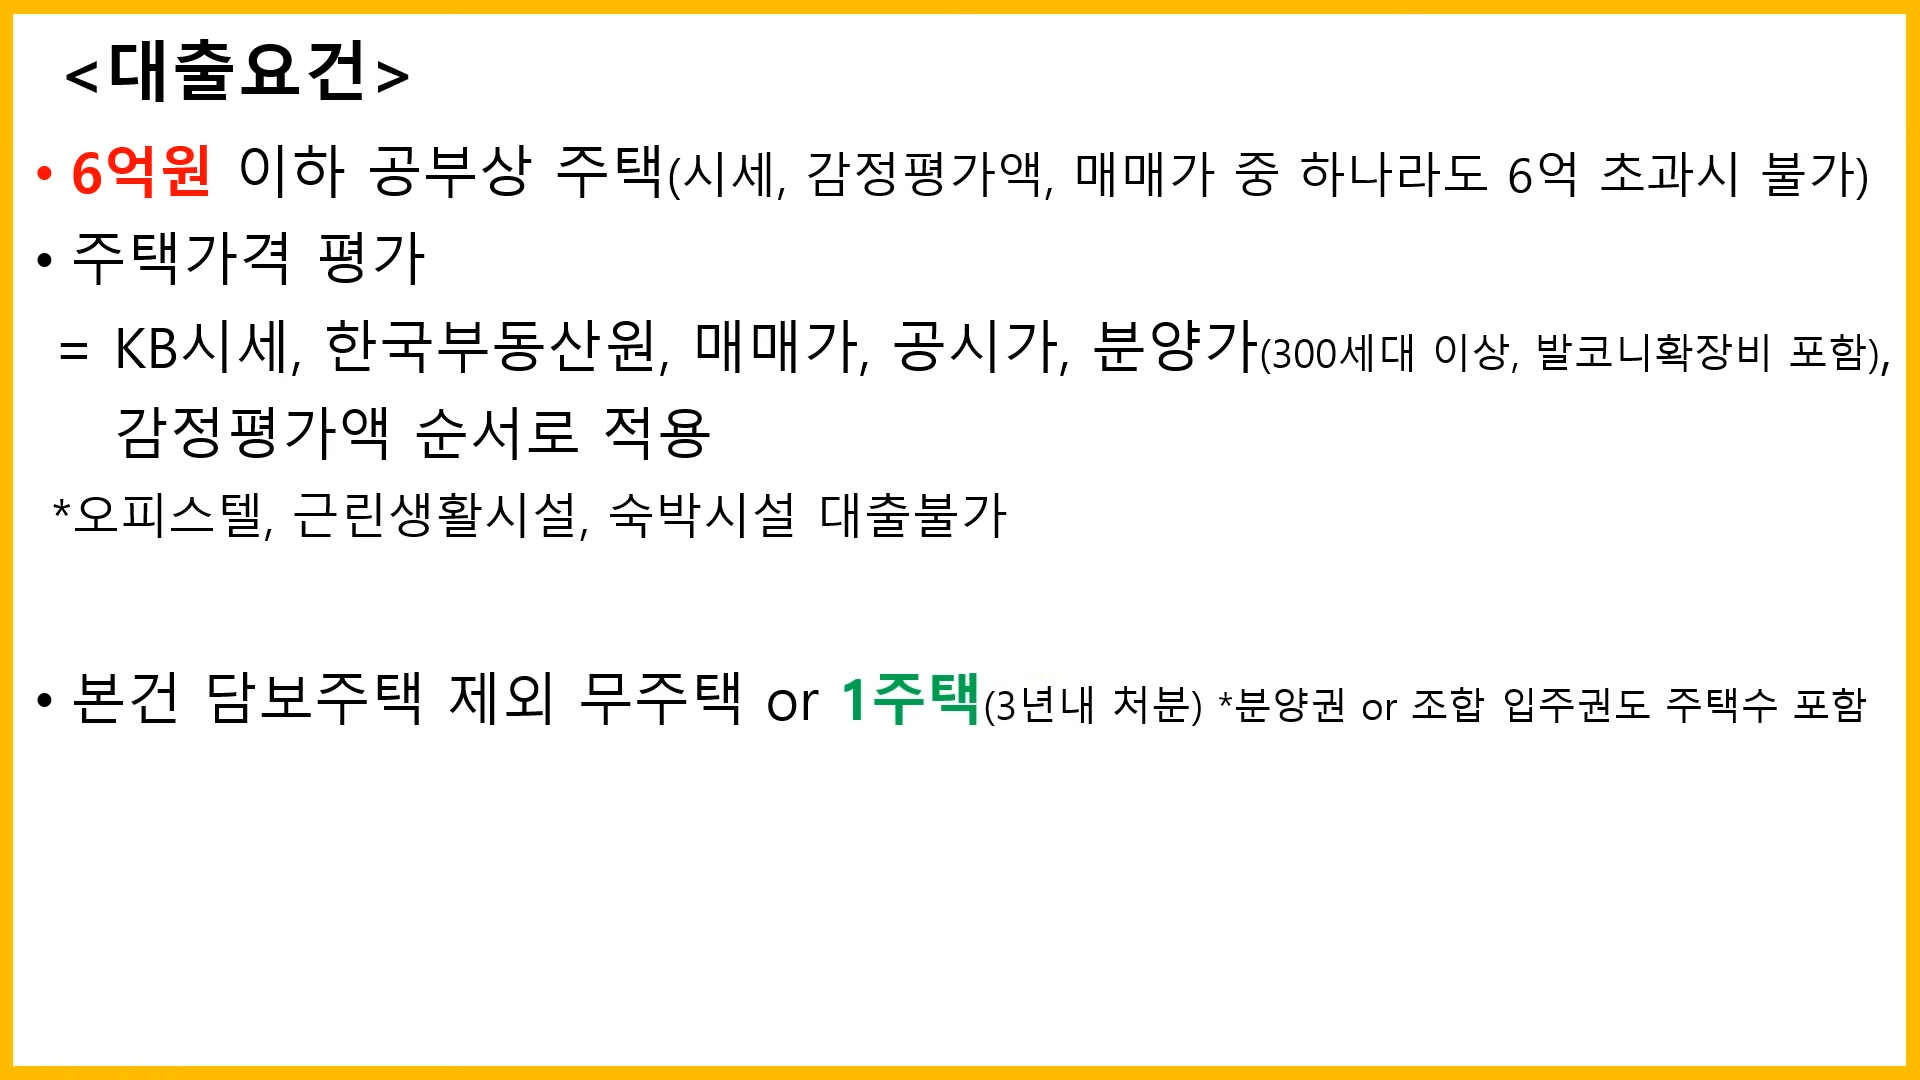 <대출요건>
• 6억원 이하 공부상 주택(시세, 감정평가액, 매매가 중 하나라도 6억 초과시 불가)
• 주택가격 평가
= KB시세, 한국부동산원, 매매가, 공시가, 분양가(300세대 이상, 발코니확장비 포함),
감정평가액 순서로 적용
*오피스텔, 근린생활시설, 숙박시설 대출불가
• 본건 담보주택 제외 무주택 or 1주택(3년내 처분) *분양권 or 조합 입주권도 주택수 포함